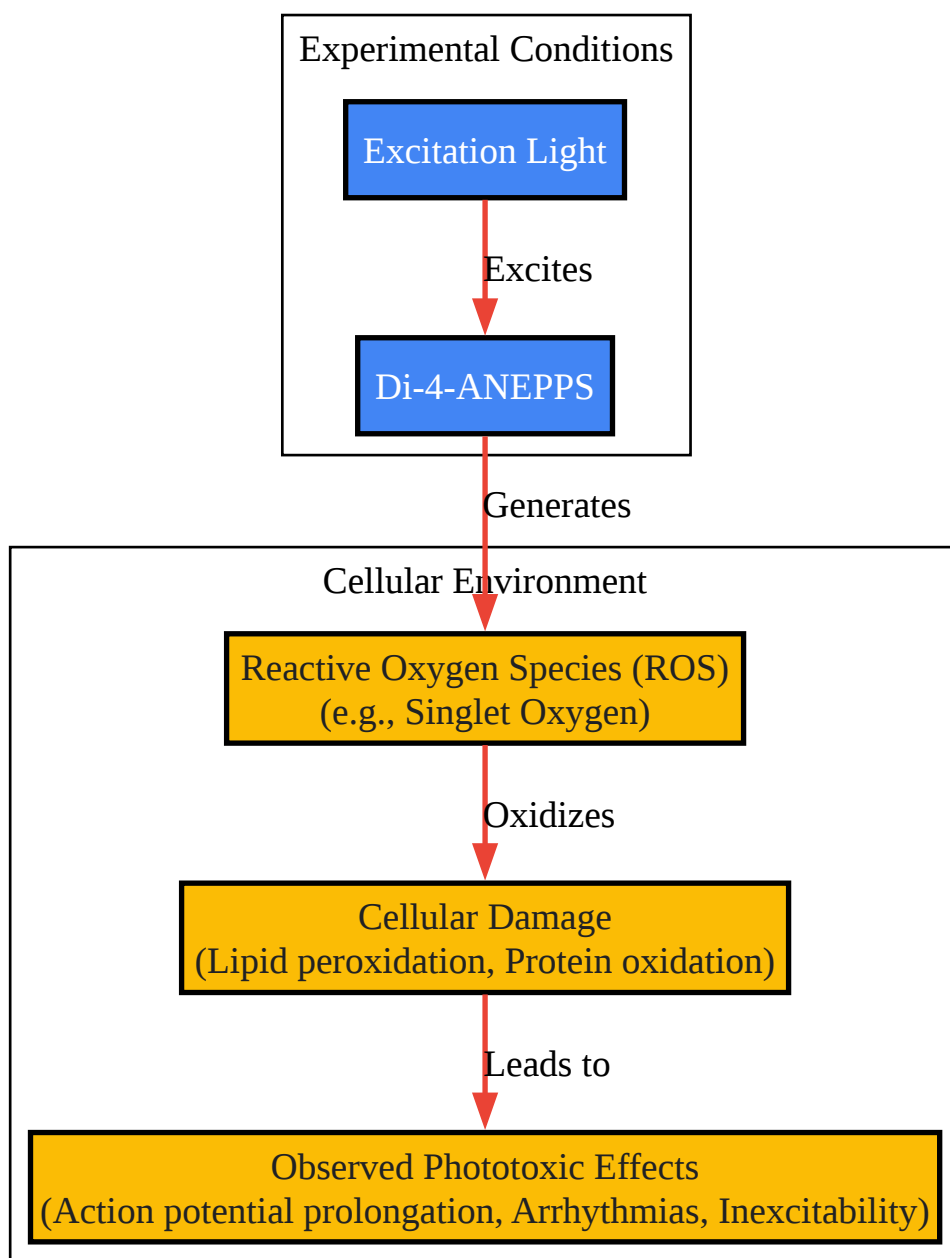 Experimental Conditions
Excitation Light
Excites
Di-4-ANEPPS
Generates
Cellular Environment
Reactive Oxygen Species (ROS)
(e.g., Singlet Oxygen)
Oxidizes
Cellular Damage
(Lipid peroxidation, Protein oxidation)
Leads to
Observed Phototoxic Effects
(Action potential prolongation, Arrhythmias, Inexcitability)